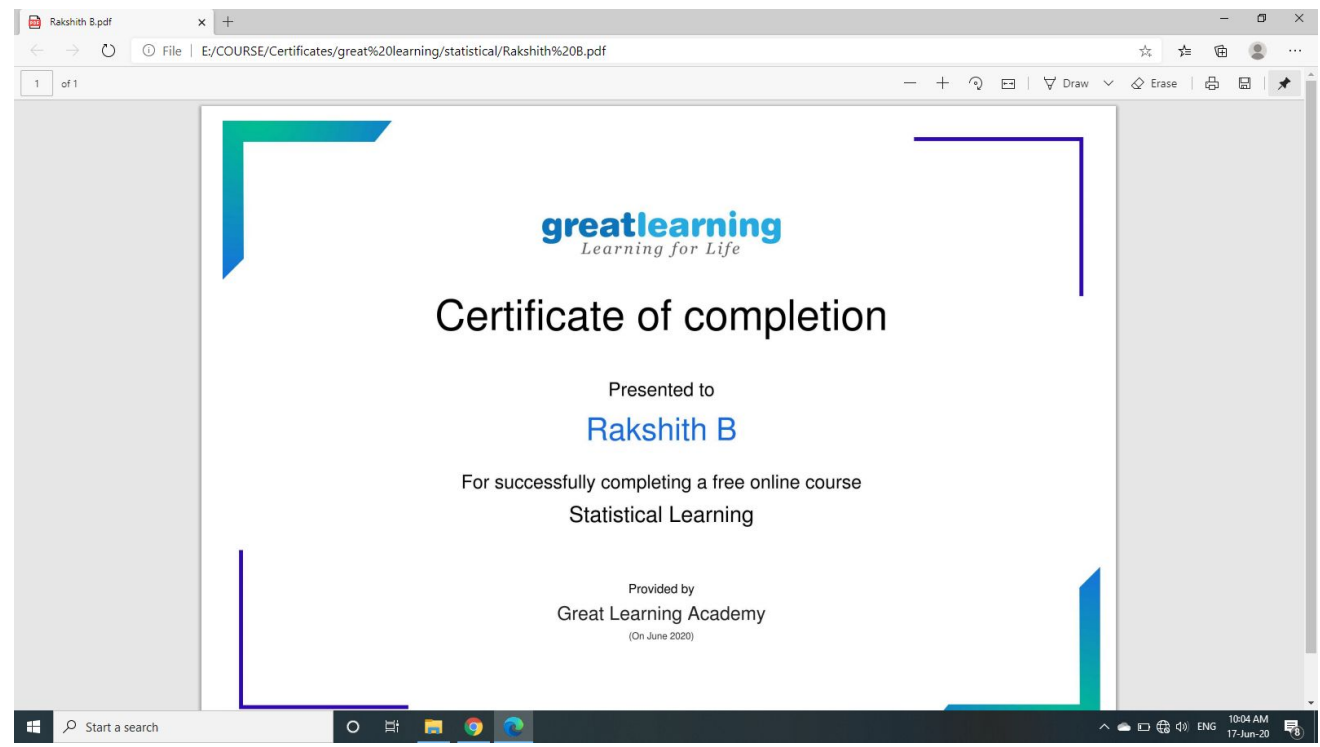 Rakshith B.pdf
File
E:/COURSE/Certificates/great%20learning/statistical/Rakshith%20B.pdf
1 of 1
Draw
Erase
greatlearning
Learning for Life
Certificate of completion
Presented to
Rakshith B
For successfully completing a free online course
Statistical Learning
Provided by
Great Learning Academy
(On June 2020)
Start a search
ENG
10:04 AM
17-Jun-20
8